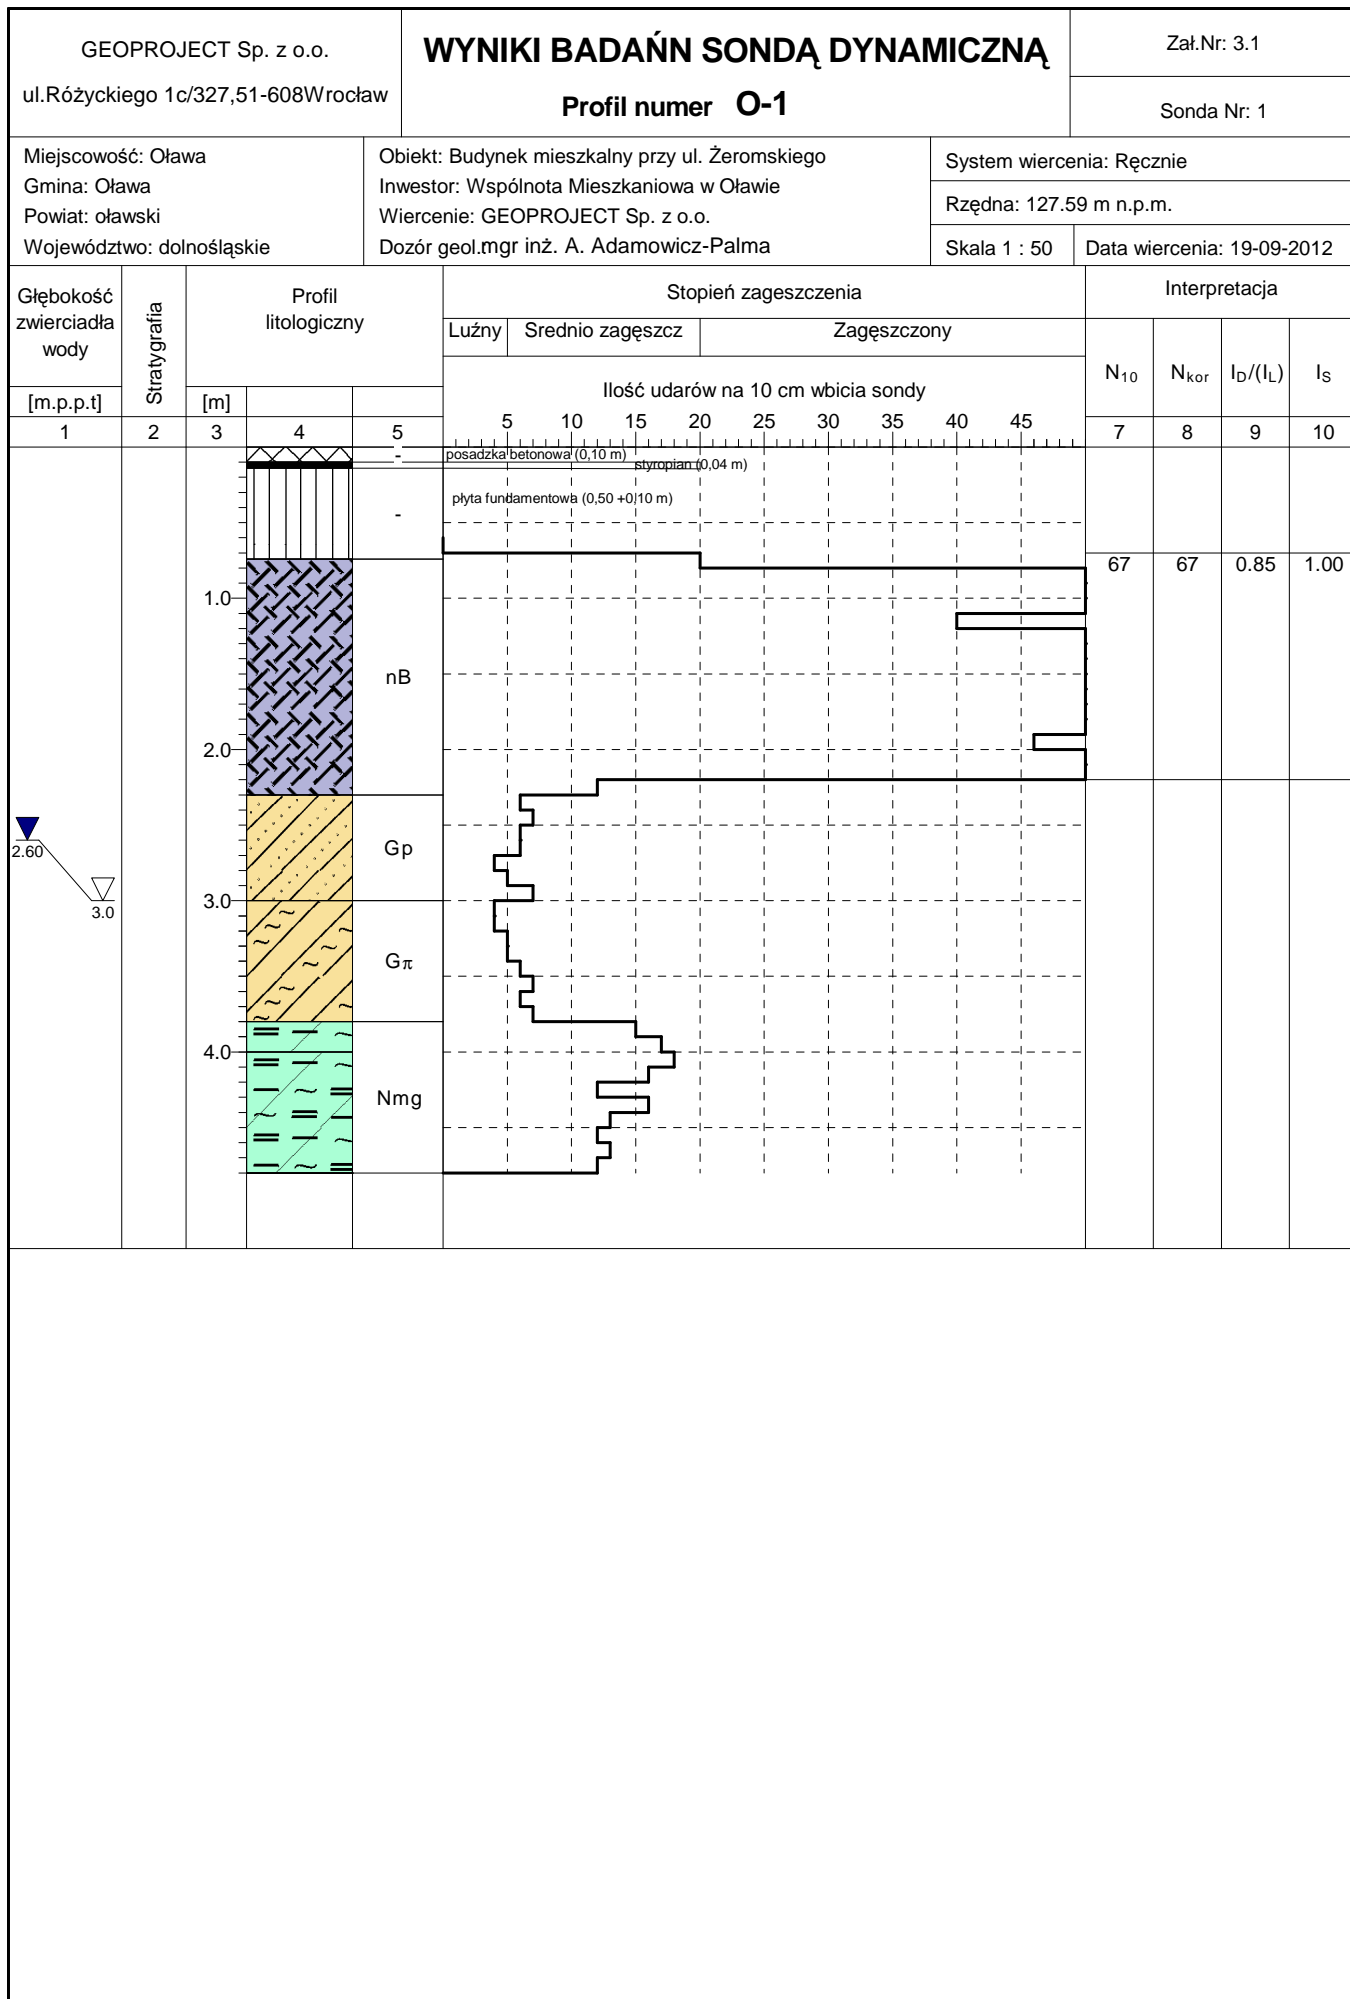 GEOPROJECT Sp. z o.o.
ul.Różyckiego 1c/327,51-608Wrocław
WYNIKI BADAŃN SONDĄ DYNAMICZNĄ
Profil numer O-1
Zał.Nr: 3.1
Sonda Nr: 1
Miejscowość: Oława
Gmina: Oława
Powiat: oławski
Województwo: dolnośląskie
Obiekt: Budynek mieszkalny przy ul. Żeromskiego
Inwestor: Wspólnota Mieszkaniowa w Oławie
Wiercenie: GEOPROJECT Sp. z o.o.
Dozór geol.:mgr inż. A. Adamowicz-Palma
System wiercenia: Ręcznie
Rzędna: 127.59 m n.p.m.
Skala 1 : 50
Data wiercenia: 19-09-2012
Głębokość
zwierciadła
wody
[m.p.p.t]
Stratygrafia
Profil
litologiczny
[m]
Stopień zageszczenia
Luźny
Srednio zagęszcz
Zagęszczony
Ilość udarów na 10 cm wbicia sondy
5 10 15 20 25 30 35 40 45
Interpretacja
N10
Nkor
ID/(IL)
IS
1 2 3 4 5 7 8 9 10
-
posadzka betonowa (0,10 m)
styropian (0,04 m)
-
płyta fundamentowa (0,50 +0,10 m)
67 67 0.85 1.00
1.0
nB
2.0
2.60
Gp
3.0
3.0
Gπ
4.0
Nmg